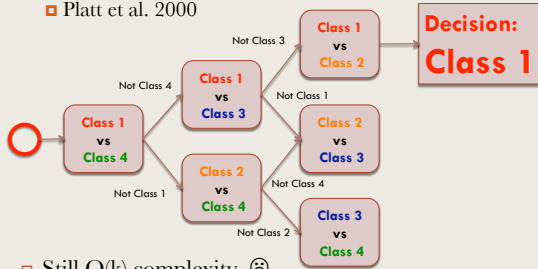 Platt et al. 2000
Not Class 3
Class 1
vs
Class 2
Decision:
Class 1
Not Class 4
Class 1
vs
Class 3
Not Class 1
Class 1
vs
Class 4
Class 2
vs
Class 3
Not Class 1
Class 2
vs
Class 4
Not Class 4
Not Class 2
Class 3
vs
Class 4
Still O(k) complexity ☹